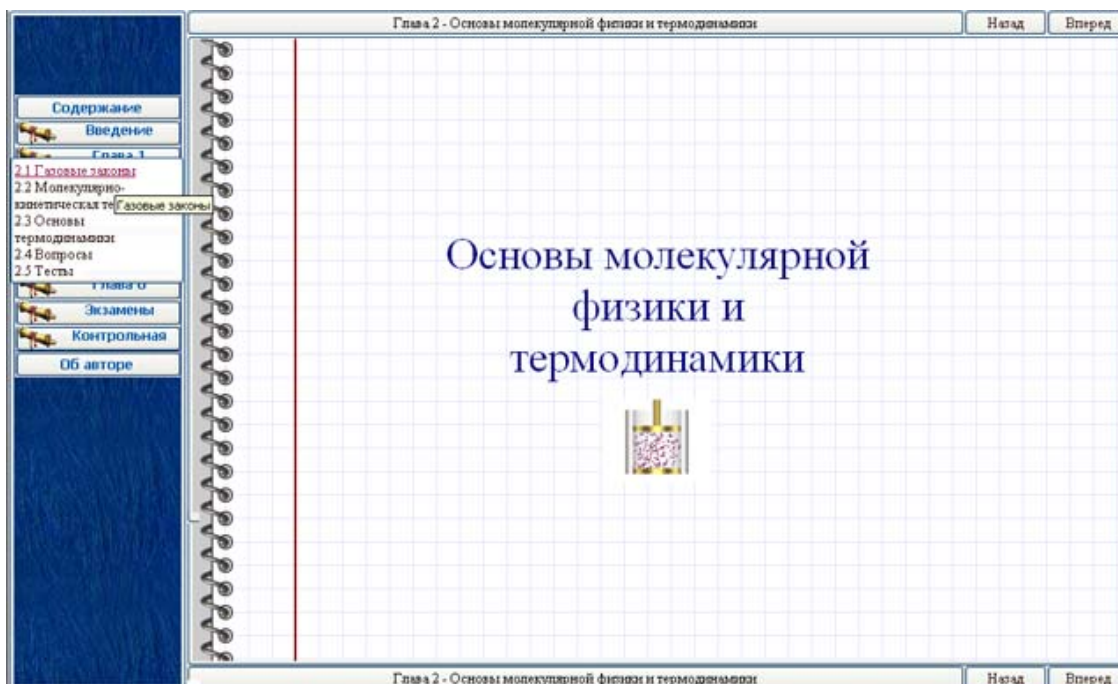 Глава 2 - Основы молекулярной физики и термодинамики
Назад
Вперед
Содержание
Введение
Глава 1
2.1 Газовые законы
2.2 Молекулярно-
кинетическая те
Газовые законы
2.3 Основы
термодинамики
2.4 Вопросы
2.5 Тесты
Глава 6
Экзамены
Контрольная
Об авторе
Основы молекулярной
физики и
термодинамики
Глава 2 - Основы молекулярной физики и термодинамики
Назад
Вперед